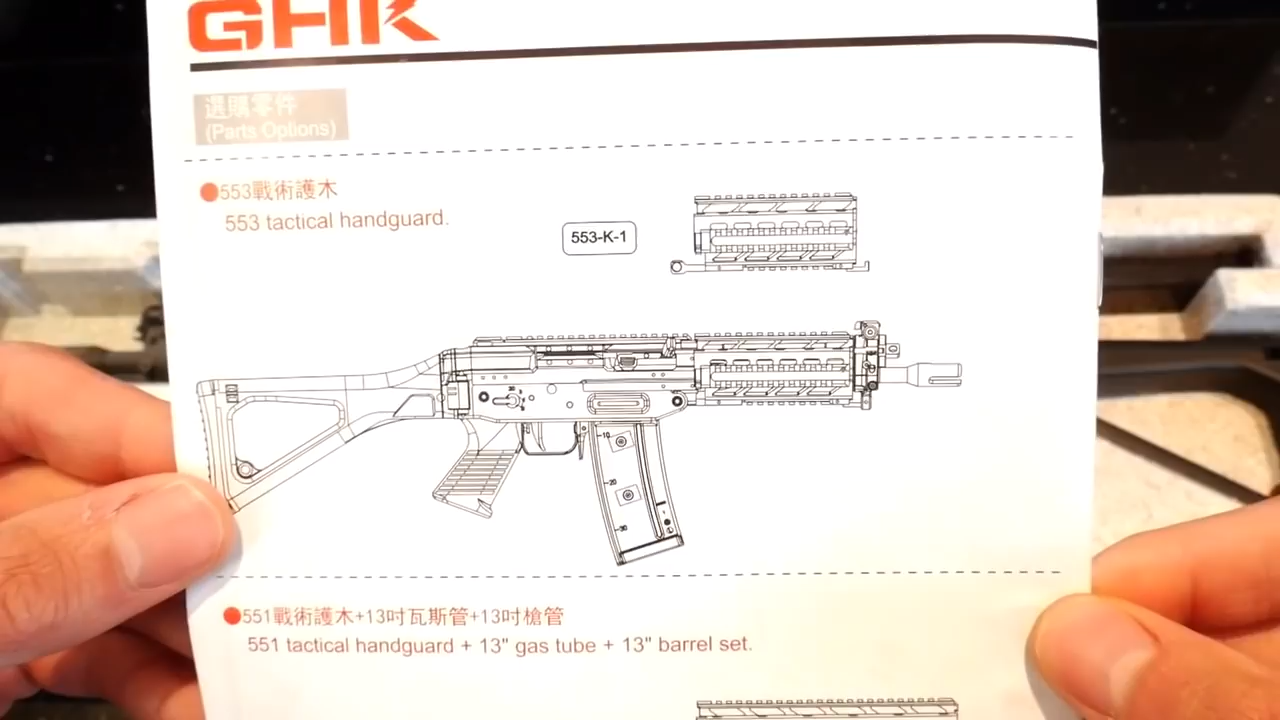 GHK
選購零件
(Parts Options)
553戰術護木
553 tactical handguard.
553-K-1
10
20
30
551戰術護木+13吋瓦斯管+13吋槍管
551 tactical handguard + 13" gas tube + 13" barrel set.